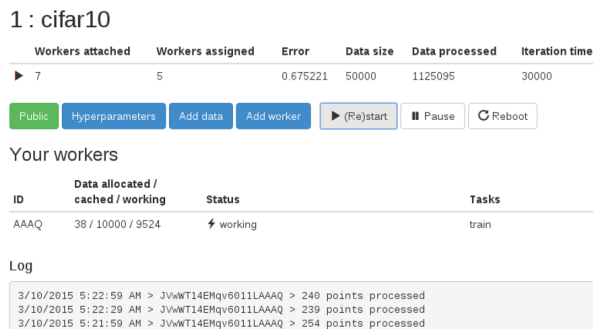 1 : cifar10
Workers attached Workers assigned Error Data size Data processed Iteration time
7 5 0.675221 50000 1125095 30000
Public Hyperparameters Add data Add worker (Re)start Pause Reboot
Your workers
Data allocated /
ID cached / working Status Tasks
AAAQ 38 / 10000 / 9524 working train
Log
3/10/2015 5:22:59 AM > JVwWT14EMqv6011LAAAQ > 240 points processed
3/10/2015 5:22:29 AM > JVwWT14EMqv6011LAAAQ > 239 points processed
3/10/2015 5:21:59 AM > JVwWT14EMqv6011LAAAQ > 254 points processed